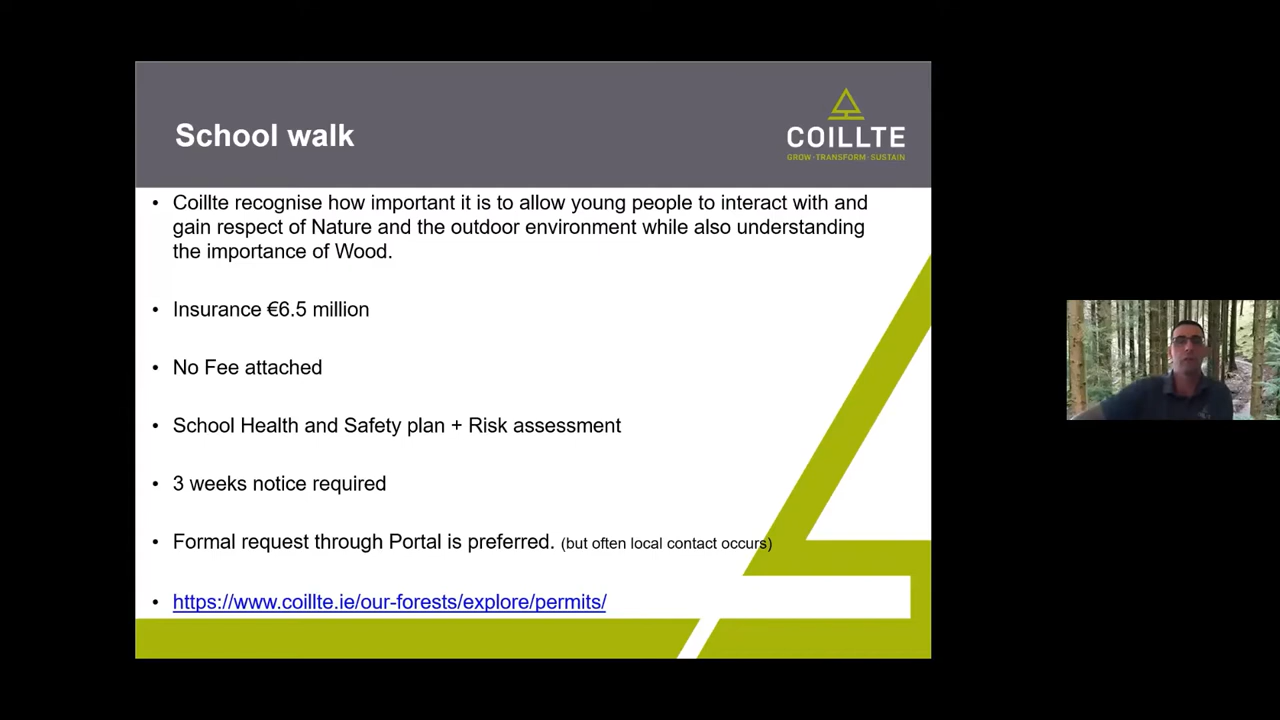 School walk
COILLTE
GROW·TRANSFORM·SUSTAIN
• Coillte recognise how important it is to allow young people to interact with and
gain respect of Nature and the outdoor environment while also understanding
the importance of Wood.
• Insurance €6.5 million
• No Fee attached
• School Health and Safety plan + Risk assessment
• 3 weeks notice required
• Formal request through Portal is preferred. (but often local contact occurs)
• https://www.coillte.ie/our-forests/explore/permits/